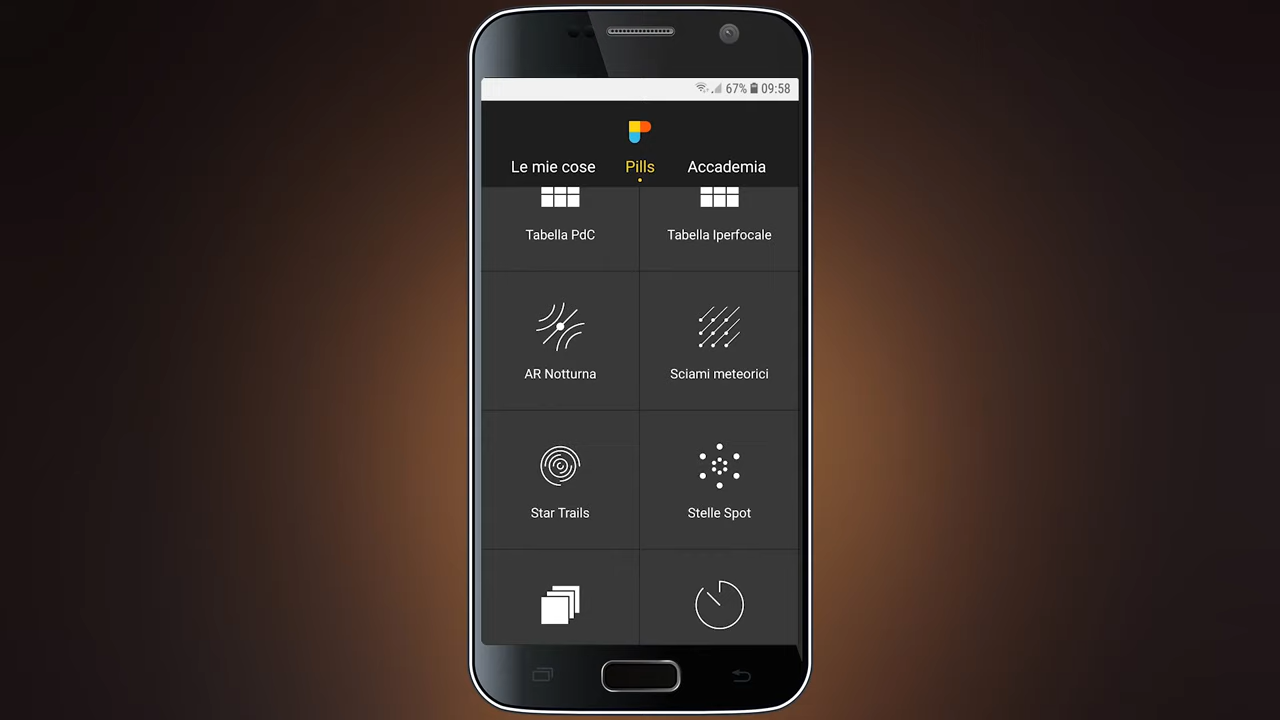 67% 09:58
Le mie cose Pills Accademia
Tabella PdC Tabella Iperfocale
AR Notturna Sciami meteorici
Star Trails Stelle Spot